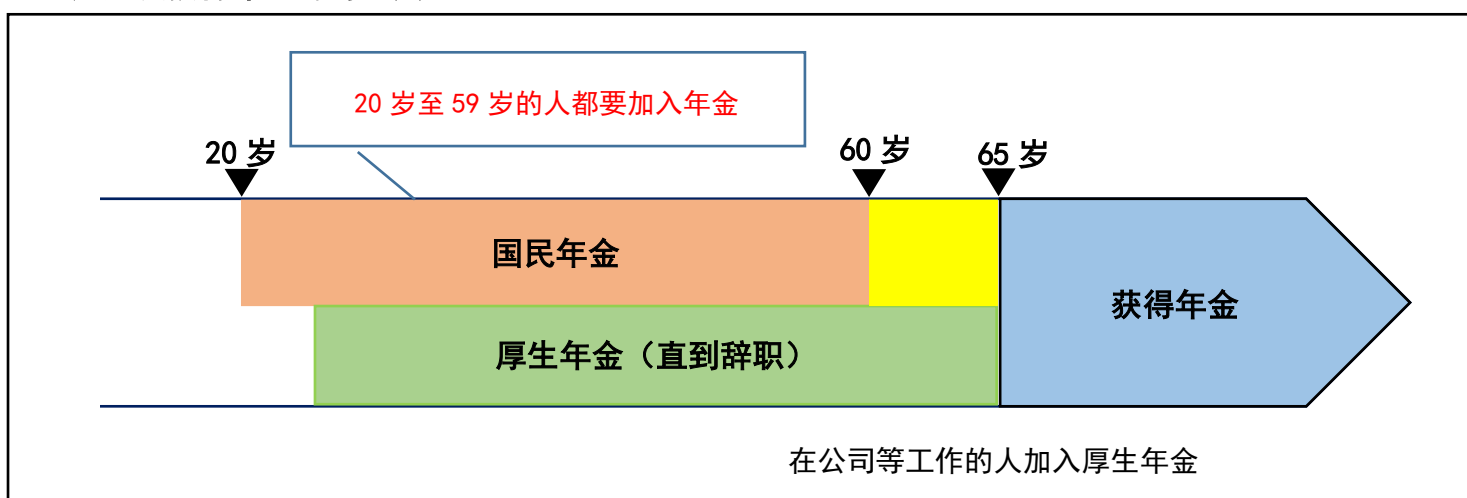 20 岁至 59 岁的人都要加入年金
20 岁
60 岁
65 岁
国民年金
获得年金
厚生年金（直到辞职）
在公司等工作的人加入厚生年金